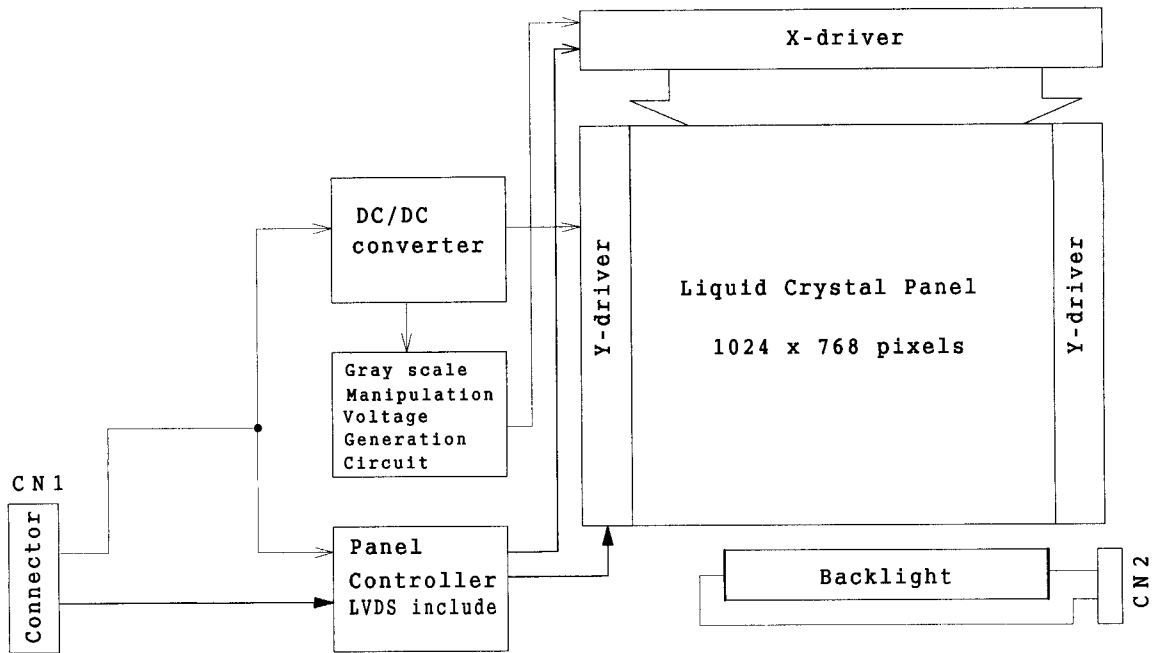 X-driver
DC/DC
converter
Y-driver
Liquid Crystal Panel
1024 x 768 pixels
Y-driver
Gray scale
Manipulation
Voltage
Generation
Circuit
CN1
Connector
Panel
Controller
LVDS include
Backlight
CN2